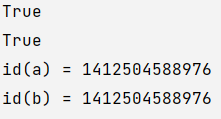 True
True
id(a) = 1412504588976
id(b) = 1412504588976